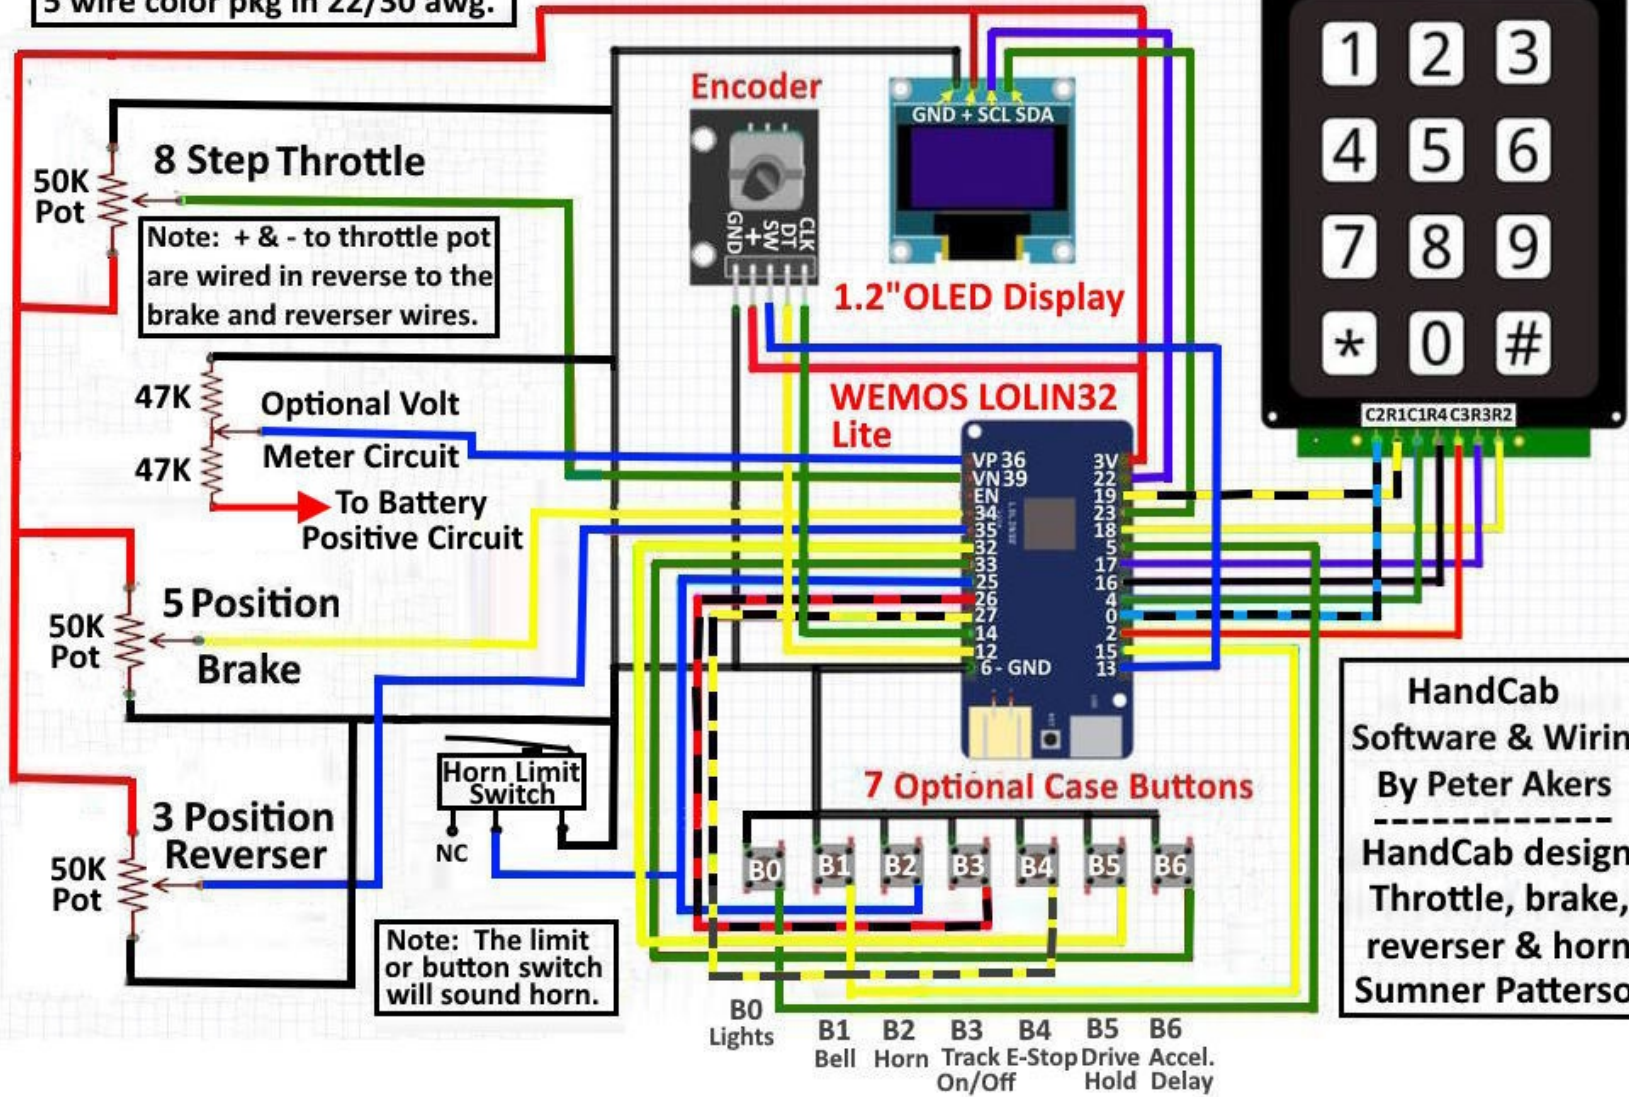 5 wire color pkg in 22/30 awg.
Encoder
GND + SCL SDA
GND
+
SW
DT
CLK
1.2"OLED Display
8 Step Throttle
50K
Pot
Note: + & - to throttle pot
are wired in reverse to the
brake and reverser wires.
47K
Optional Volt
Meter Circuit
47K
To Battery
Positive Circuit
5 Position
Brake
50K
Pot
3 Position
Reverser
50K
Pot
Horn Limit
Switch
NC
Note: The limit
or button switch
will sound horn.
WEMOS LOLIN32
Lite
VP 36
VN 39
EN
34
35
32
33
25
26
27
14
12
6 - GND
3V
22
19
23
18
5
17
16
4
0
2
15
13
1 2 3
4 5 6
7 8 9
* 0 #
C2R1C1R4C3R3R2
7 Optional Case Buttons
B0 B1 B2 B3 B4 B5 B6
B0
Lights
B1
Bell
B2
Horn
B3
Track
On/Off
B4
E-Stop
B5
Drive
Hold
B6
Accel.
Delay
HandCab
Software & Wirin
By Peter Akers
------------
HandCab design
Throttle, brake,
reverser & horn
Sumner Patterso